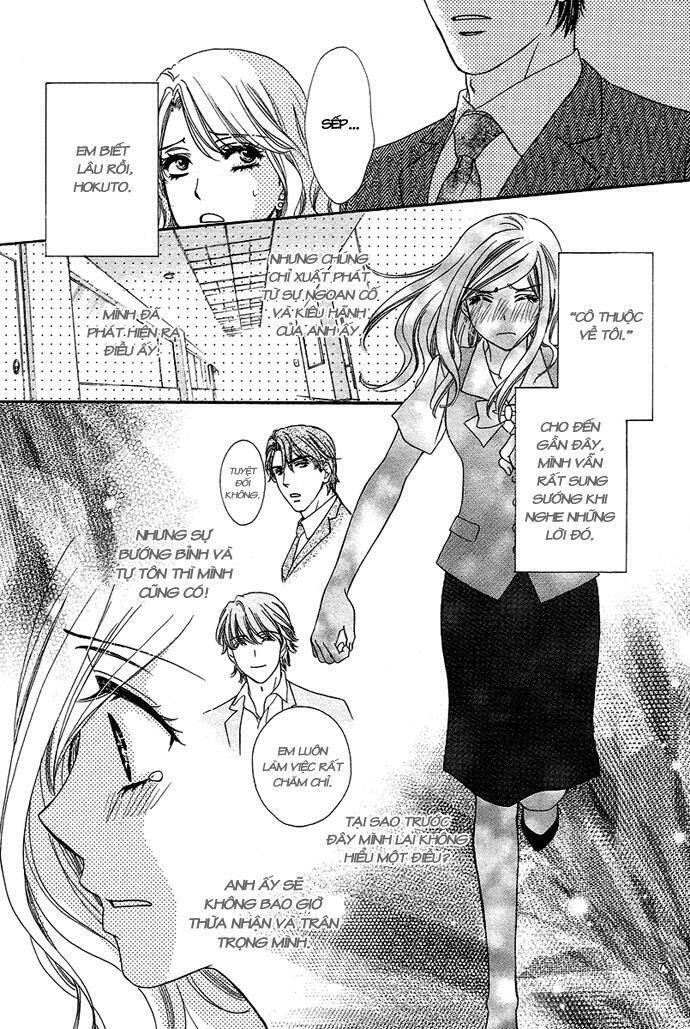 SẾP...
EM BIẾT
LÂU RỒI,
HOKUTO.
"CÔ THUỘC
VỀ TÔI."
NHƯNG CHÚNG
CHỈ XUẤT PHÁT
TỪ SỰ NGOAN CỐ
VÀ KIÊU HÃNH
CỦA ANH ẤY.
MÌNH ĐÃ
PHÁT HIỆN RA
ĐIỀU ẤY.
CHO ĐẾN
GẦN ĐÂY,
MÌNH VẪN
RẤT SUNG
SƯỚNG KHI
NGHE NHỮNG
LỜI ĐÓ.
TUYỆT
ĐỐI
KHÔNG.
NHƯNG SỰ
BƯỚNG BỈNH VÀ
TỰ TÔN THÌ MÌNH
CŨNG CÓ!
EM LUÔN
LÀM VIỆC RẤT
CHĂM CHỈ.
TẠI SAO TRƯỚC
ĐÂY MÌNH LẠI KHÔNG
HIỂU MỘT ĐIỀU?
ANH ẤY SẼ
KHÔNG BAO GIỜ
THỪA NHẬN VÀ TRÂN
TRỌNG MÌNH.